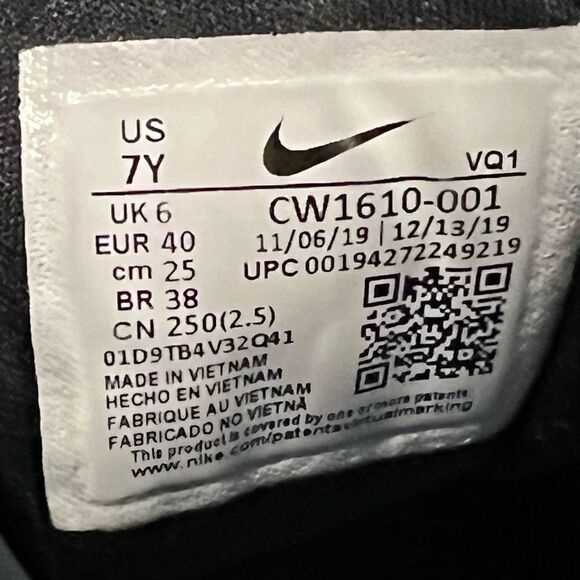 US
7Y
VQ1
UK 6
CW1610-001
EUR 40
11/06/19 | 12/13/19
cm 25
UPC 00194272249219
BR 38
CN 250(2.5)
01D9TB4V32Q41
MADE IN VIETNAM
HECHO EN VIETNAM
FABRIQUE AU VIETNAM
FABRICADO NO VIETNÃ
This product is covered by one or more patents.
www.nike.com/patentsvirtualmarking